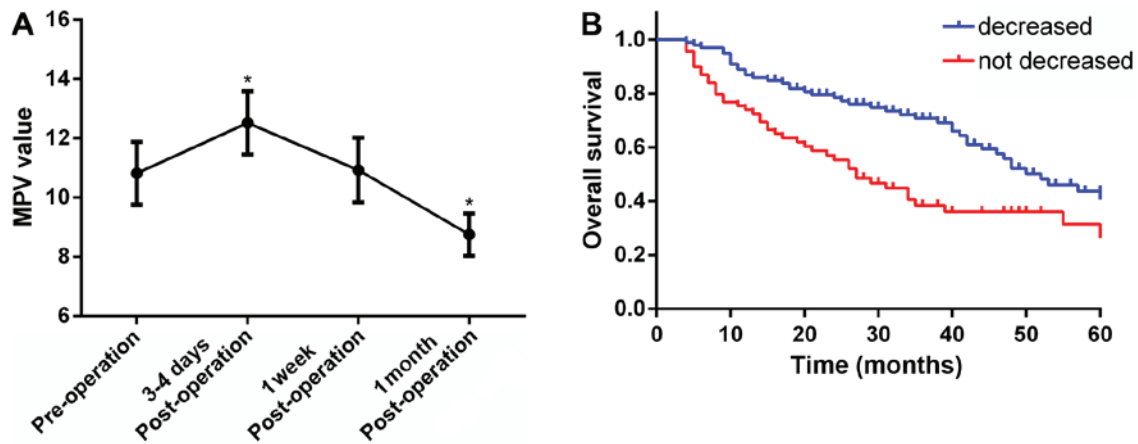 A
MPV value
16
14
12
10
8
6
*
*
Pre-operation
3-4 days
Post-operation
1 week
Post-operation
1 month
Post-operation
B
decreased
not decreased
Overall survival
1.0
0.8
0.6
0.4
0.2
0.0
0 10 20 30 40 50 60
Time (months)